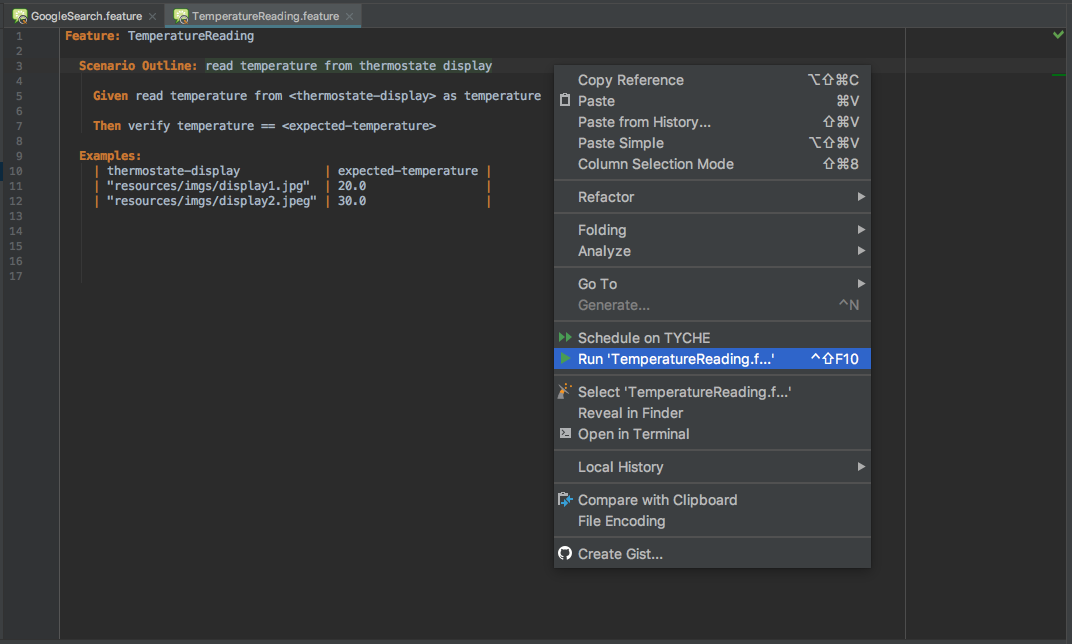 GoogleSearch.feature
TemperatureReading.feature
1 Feature: TemperatureReading
2
3 Scenario Outline: read temperature from thermostate display
4
5 Given read temperature from <thermostate-display> as temperature
6
7 Then verify temperature == <expected-temperature>
8
9 Examples:
10 | thermostate-display | expected-temperature |
11 | "resources/imgs/display1.jpg" | 20.0 |
12 | "resources/imgs/display2.jpeg" | 30.0 |
13
14
15
16
17
Copy Reference ⌥⇧⌘C
Paste ⌘V
Paste from History... ⇧⌘V
Paste Simple ⌥⇧⌘V
Column Selection Mode ⇧⌘8
Refactor
Folding
Analyze
Go To
Generate... ^N
Schedule on TYCHE
Run 'TemperatureReading.f...' ^⇧F10
Select 'TemperatureReading.f...'
Reveal in Finder
Open in Terminal
Local History
Compare with Clipboard
File Encoding
Create Gist...